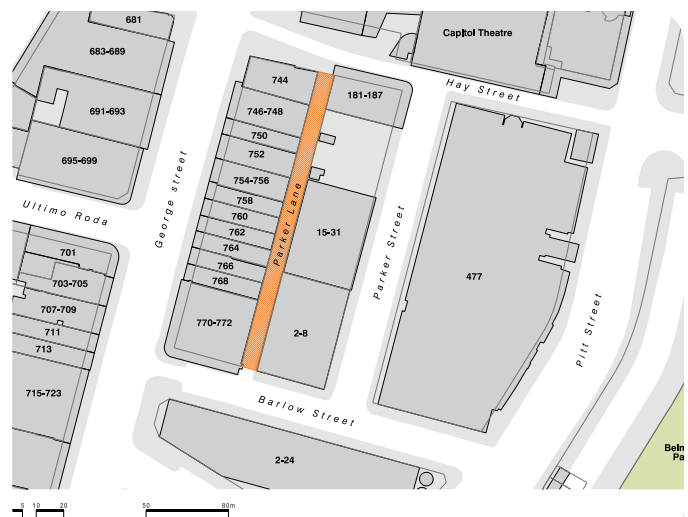 681
683-689
691-693
695-699
Ultimo Roda
701
703-705
707-709
711
713
715-723
George street
744
746-748
750
752
754-756
758
760
762
764
766
768
770-772
Parker Lane
181-187
15-31
2-8
Parker Street
Capitol Theatre
Hay Street
477
Pitt Street
Barlow Street
2-24
Belm
Pa
5 10 20 50 80m